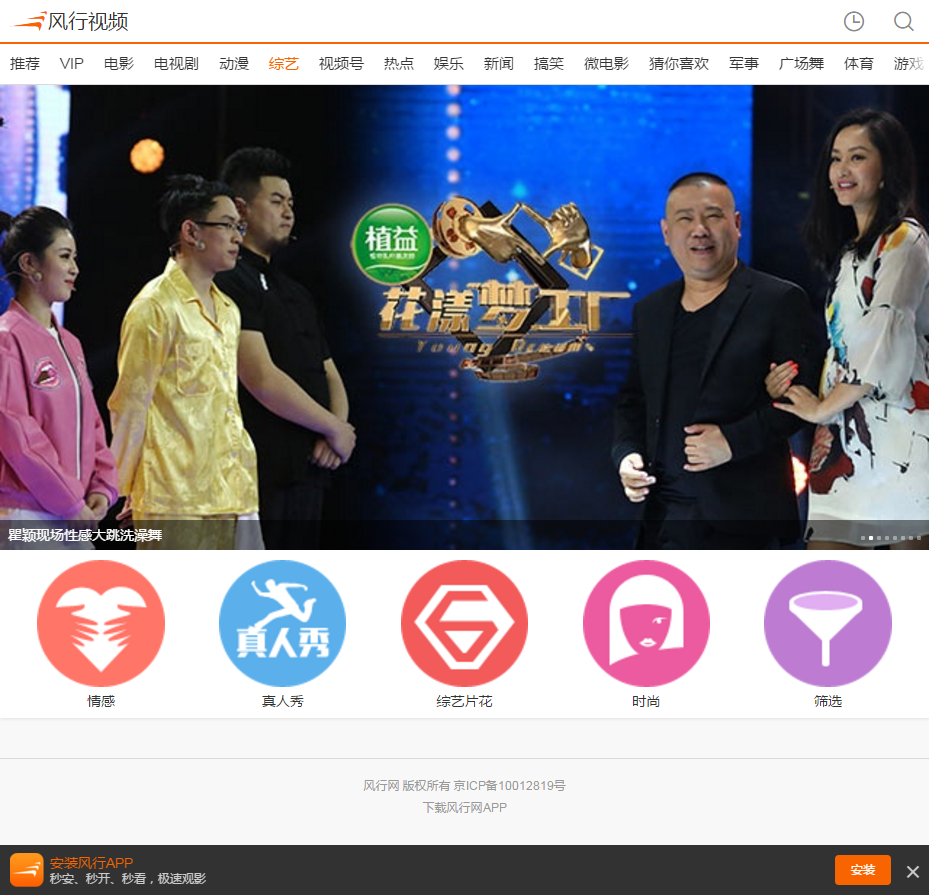 风行视频
推荐 VIP 电影 电视剧 动漫 综艺 视频号 热点 娱乐 新闻 搞笑 微电影 猜你喜欢 军事 广场舞 体育 游戏
植益
花漾梦工厂
Young Dreams
瞿颖现场性感大跳洗澡舞
真人秀
情感 真人秀 综艺片花 时尚 筛选
风行网 版权所有 京ICP备10012819号
下载风行网APP
安装风行APP
秒安、秒开、秒看，极速观影
安装